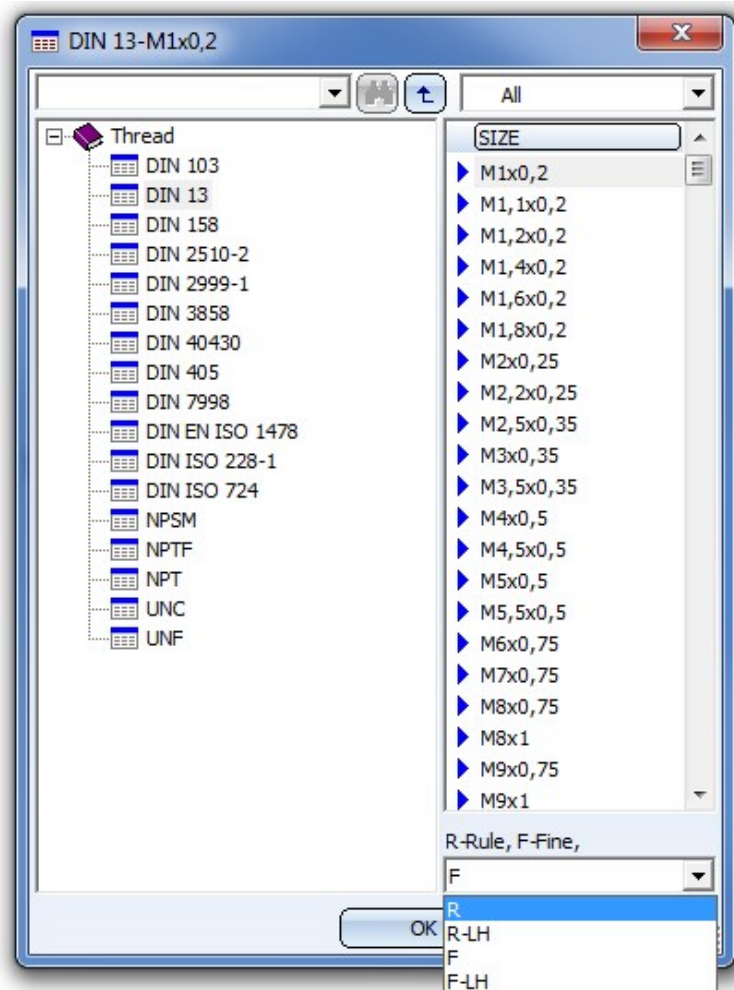 DIN 13-M1x0,2
All
Thread
DIN 103
DIN 13
DIN 158
DIN 2510-2
DIN 2999-1
DIN 3858
DIN 40430
DIN 405
DIN 7998
DIN EN ISO 1478
DIN ISO 228-1
DIN ISO 724
NPSM
NPTF
NPT
UNC
UNF
SIZE
M1x0,2
M1,1x0,2
M1,2x0,2
M1,4x0,2
M1,6x0,2
M1,8x0,2
M2x0,25
M2,2x0,25
M2,5x0,35
M3x0,35
M3,5x0,35
M4x0,5
M4,5x0,5
M5x0,5
M5,5x0,5
M6x0,75
M7x0,75
M8x0,75
M8x1
M9x0,75
M9x1
R-Rule, F-Fine,
F
R
R-LH
F
F-LH
OK